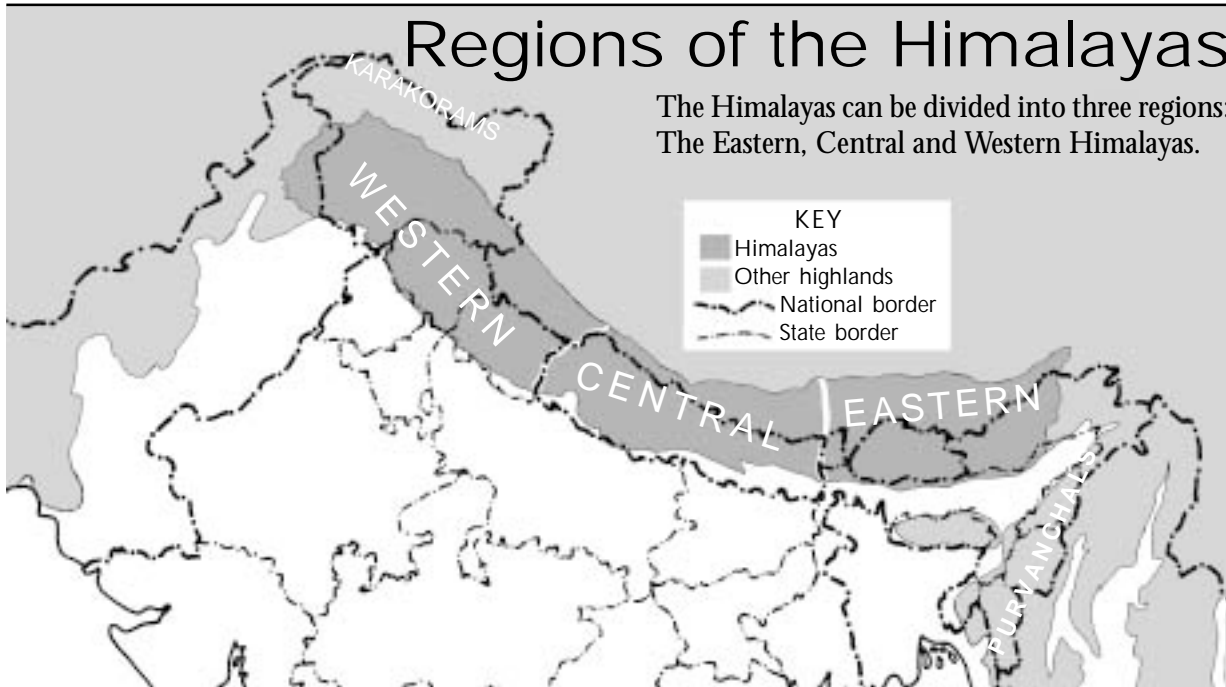 Regions of the Himalayas
The Himalayas can be divided into three regions:
The Eastern, Central and Western Himalayas.
KARAKORAMS
WESTERN
KEY
Himalayas
Other highlands
National border
State border
CENTRAL
EASTERN
PURVANCHALS